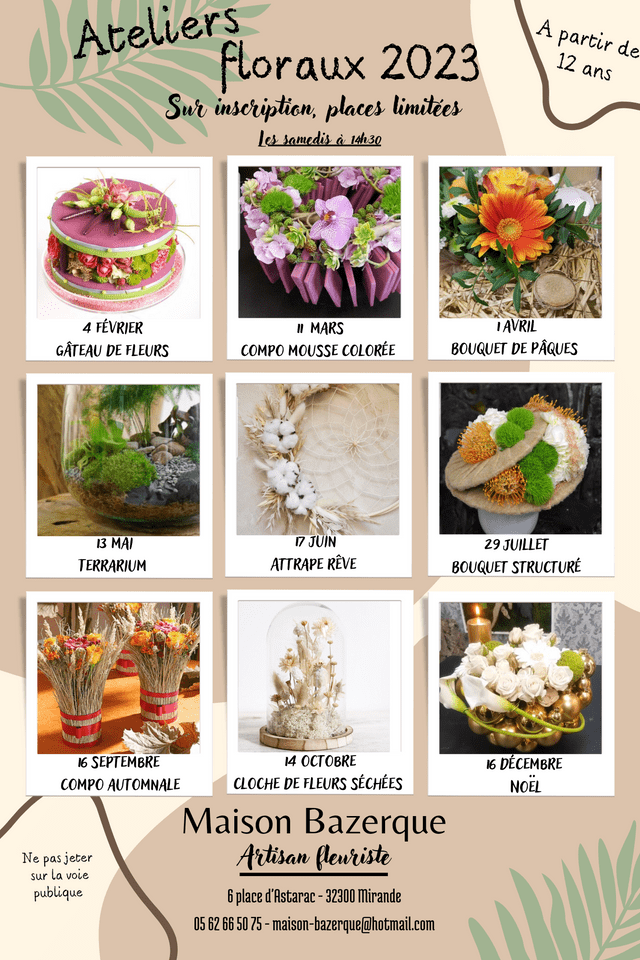 Ateliers
floraux 2023
A partir de
12 ans
Sur inscription, places limitées
Les samedis à 14h30
4 FÉVRIER
GÂTEAU DE FLEURS
11 MARS
COMPO MOUSSE COLORÉE
1 AVRIL
BOUQUET DE PÂQUES
13 MAI
TERRARIUM
17 JUIN
ATTRAPE RÊVE
29 JUILLET
BOUQUET STRUCTURÉ
16 SEPTEMBRE
COMPO AUTOMNALE
14 OCTOBRE
CLOCHE DE FLEURS SÉCHÉES
16 DÉCEMBRE
NOËL
Maison Bazerque
Artisan fleuriste
Ne pas jeter
sur la voie
publique
6 place d'Astarac - 32300 Mirande
05 62 66 50 75 - maison-bazerque@hotmail.com